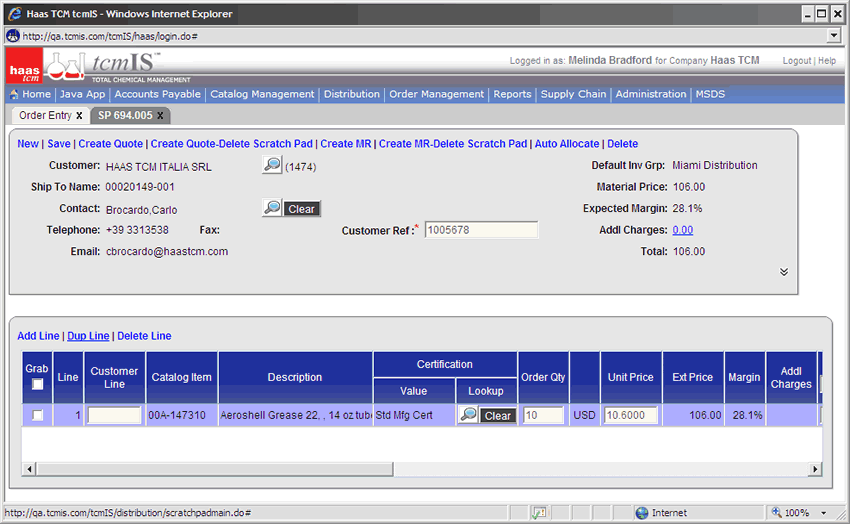 Haas TCM tcmIS - Windows Internet Explorer
http://qa.tcmis.com/tcmIS/haas/login.do#
haas tcm
tcmIS™
TOTAL CHEMICAL MANAGEMENT
Logged in as: Melinda Bradford for Company Haas TCM
Logout | Help
Home | Java App | Accounts Payable | Catalog Management | Distribution | Order Management | Reports | Supply Chain | Administration | MSDS
Order Entry x
SP 694.005 x
New | Save | Create Quote | Create Quote-Delete Scratch Pad | Create MR | Create MR-Delete Scratch Pad | Auto Allocate | Delete
Customer: HAAS TCM ITALIA SRL (1474) Default Inv Grp: Miami Distribution
Ship To Name: 00020149-001 Material Price: 106.00
Contact: Brocardo,Carlo Clear Expected Margin: 28.1%
Telephone: +39 3313538 Fax: Customer Ref :* 1005678 Addl Charges: 0.00
Email: cbrocardo@haastcm.com Total: 106.00
Add Line | Dup Line | Delete Line
Grab Line Customer Line Catalog Item Description Certification Value Lookup Order Qty Unit Price Ext Price Margin Addl Charges
1 00A-147310 Aeroshell Grease 22, , 14 oz tube Std Mfg Cert Clear 10 USD 10.6000 106.00 28.1%
http://qa.tcmis.com/tcmIS/distribution/scratchpadmain.do# Internet 100%